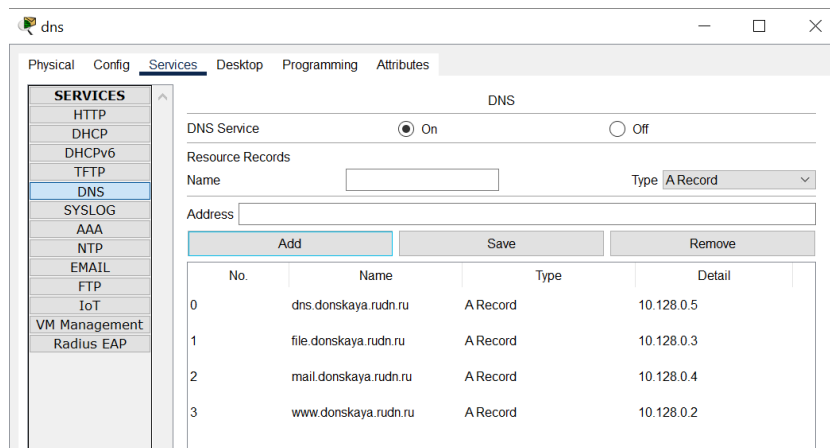 dns
Physical Config Services Desktop Programming Attributes
SERVICES
HTTP
DHCP
DHCPv6
TFTP
DNS
SYSLOG
AAA
NTP
EMAIL
FTP
IoT
VM Management
Radius EAP
DNS
DNS Service On Off
Resource Records
Name Type A Record
Address
Add Save Remove
No. Name Type Detail
0 dns.donskaya.rudn.ru A Record 10.128.0.5
1 file.donskaya.rudn.ru A Record 10.128.0.3
2 mail.donskaya.rudn.ru A Record 10.128.0.4
3 www.donskaya.rudn.ru A Record 10.128.0.2